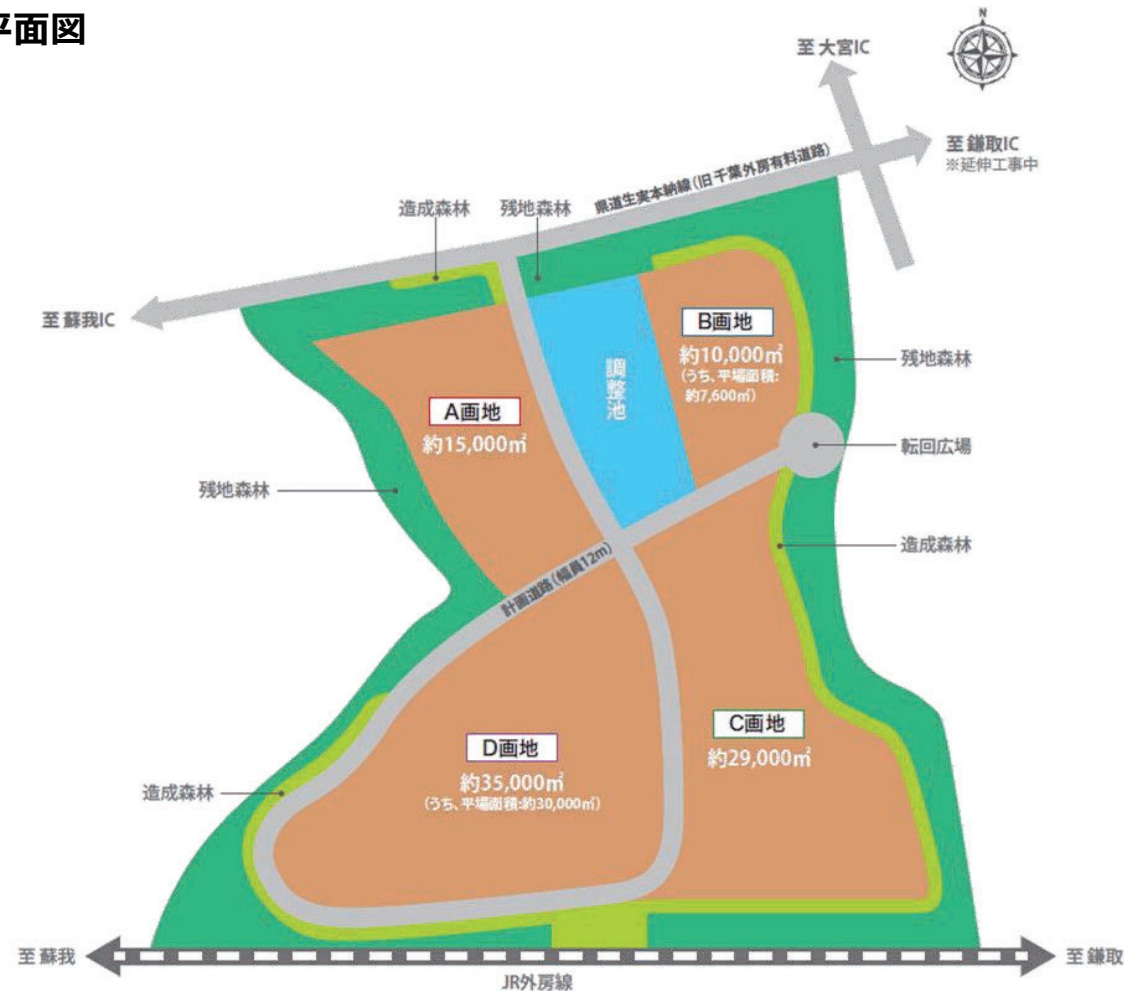 平面図
N
至 大宮IC
至 鎌取IC
※延伸工事中
県道生実本納線(旧千葉外房有料道路)
造成森林
残地森林
至 蘇我IC
B画地
約10,000㎡
(うち、平場面積:
約7,600㎡)
調整池
残地森林
A画地
約15,000㎡
転回広場
残地森林
造成森林
計画道路(幅員12m)
C画地
約29,000㎡
D画地
約35,000㎡
(うち、平場面積:約30,000㎡)
造成森林
至 蘇我
至 鎌取
JR外房線